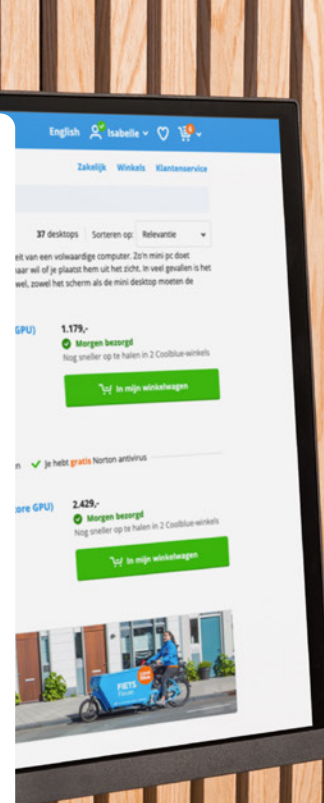 English Isabelle 6
Zakelijk Winkels Klantenservice
37 desktops Sorteren op: Relevantie
eit van een volwaardige computer. Zo'n mini pc doet
naar wil of je plaatst hem uit het zicht. In veel gevallen is het
wel, zowel het scherm als de mini desktop moeten de
GPU) 1.179,-
Morgen bezorgd
Nog sneller op te halen in 2 Coolblue-winkels
In mijn winkelwagen
n Je hebt gratis Norton antivirus
ore GPU) 2.429,-
Morgen bezorgd
Nog sneller op te halen in 2 Coolblue-winkels
In mijn winkelwagen
FIETS